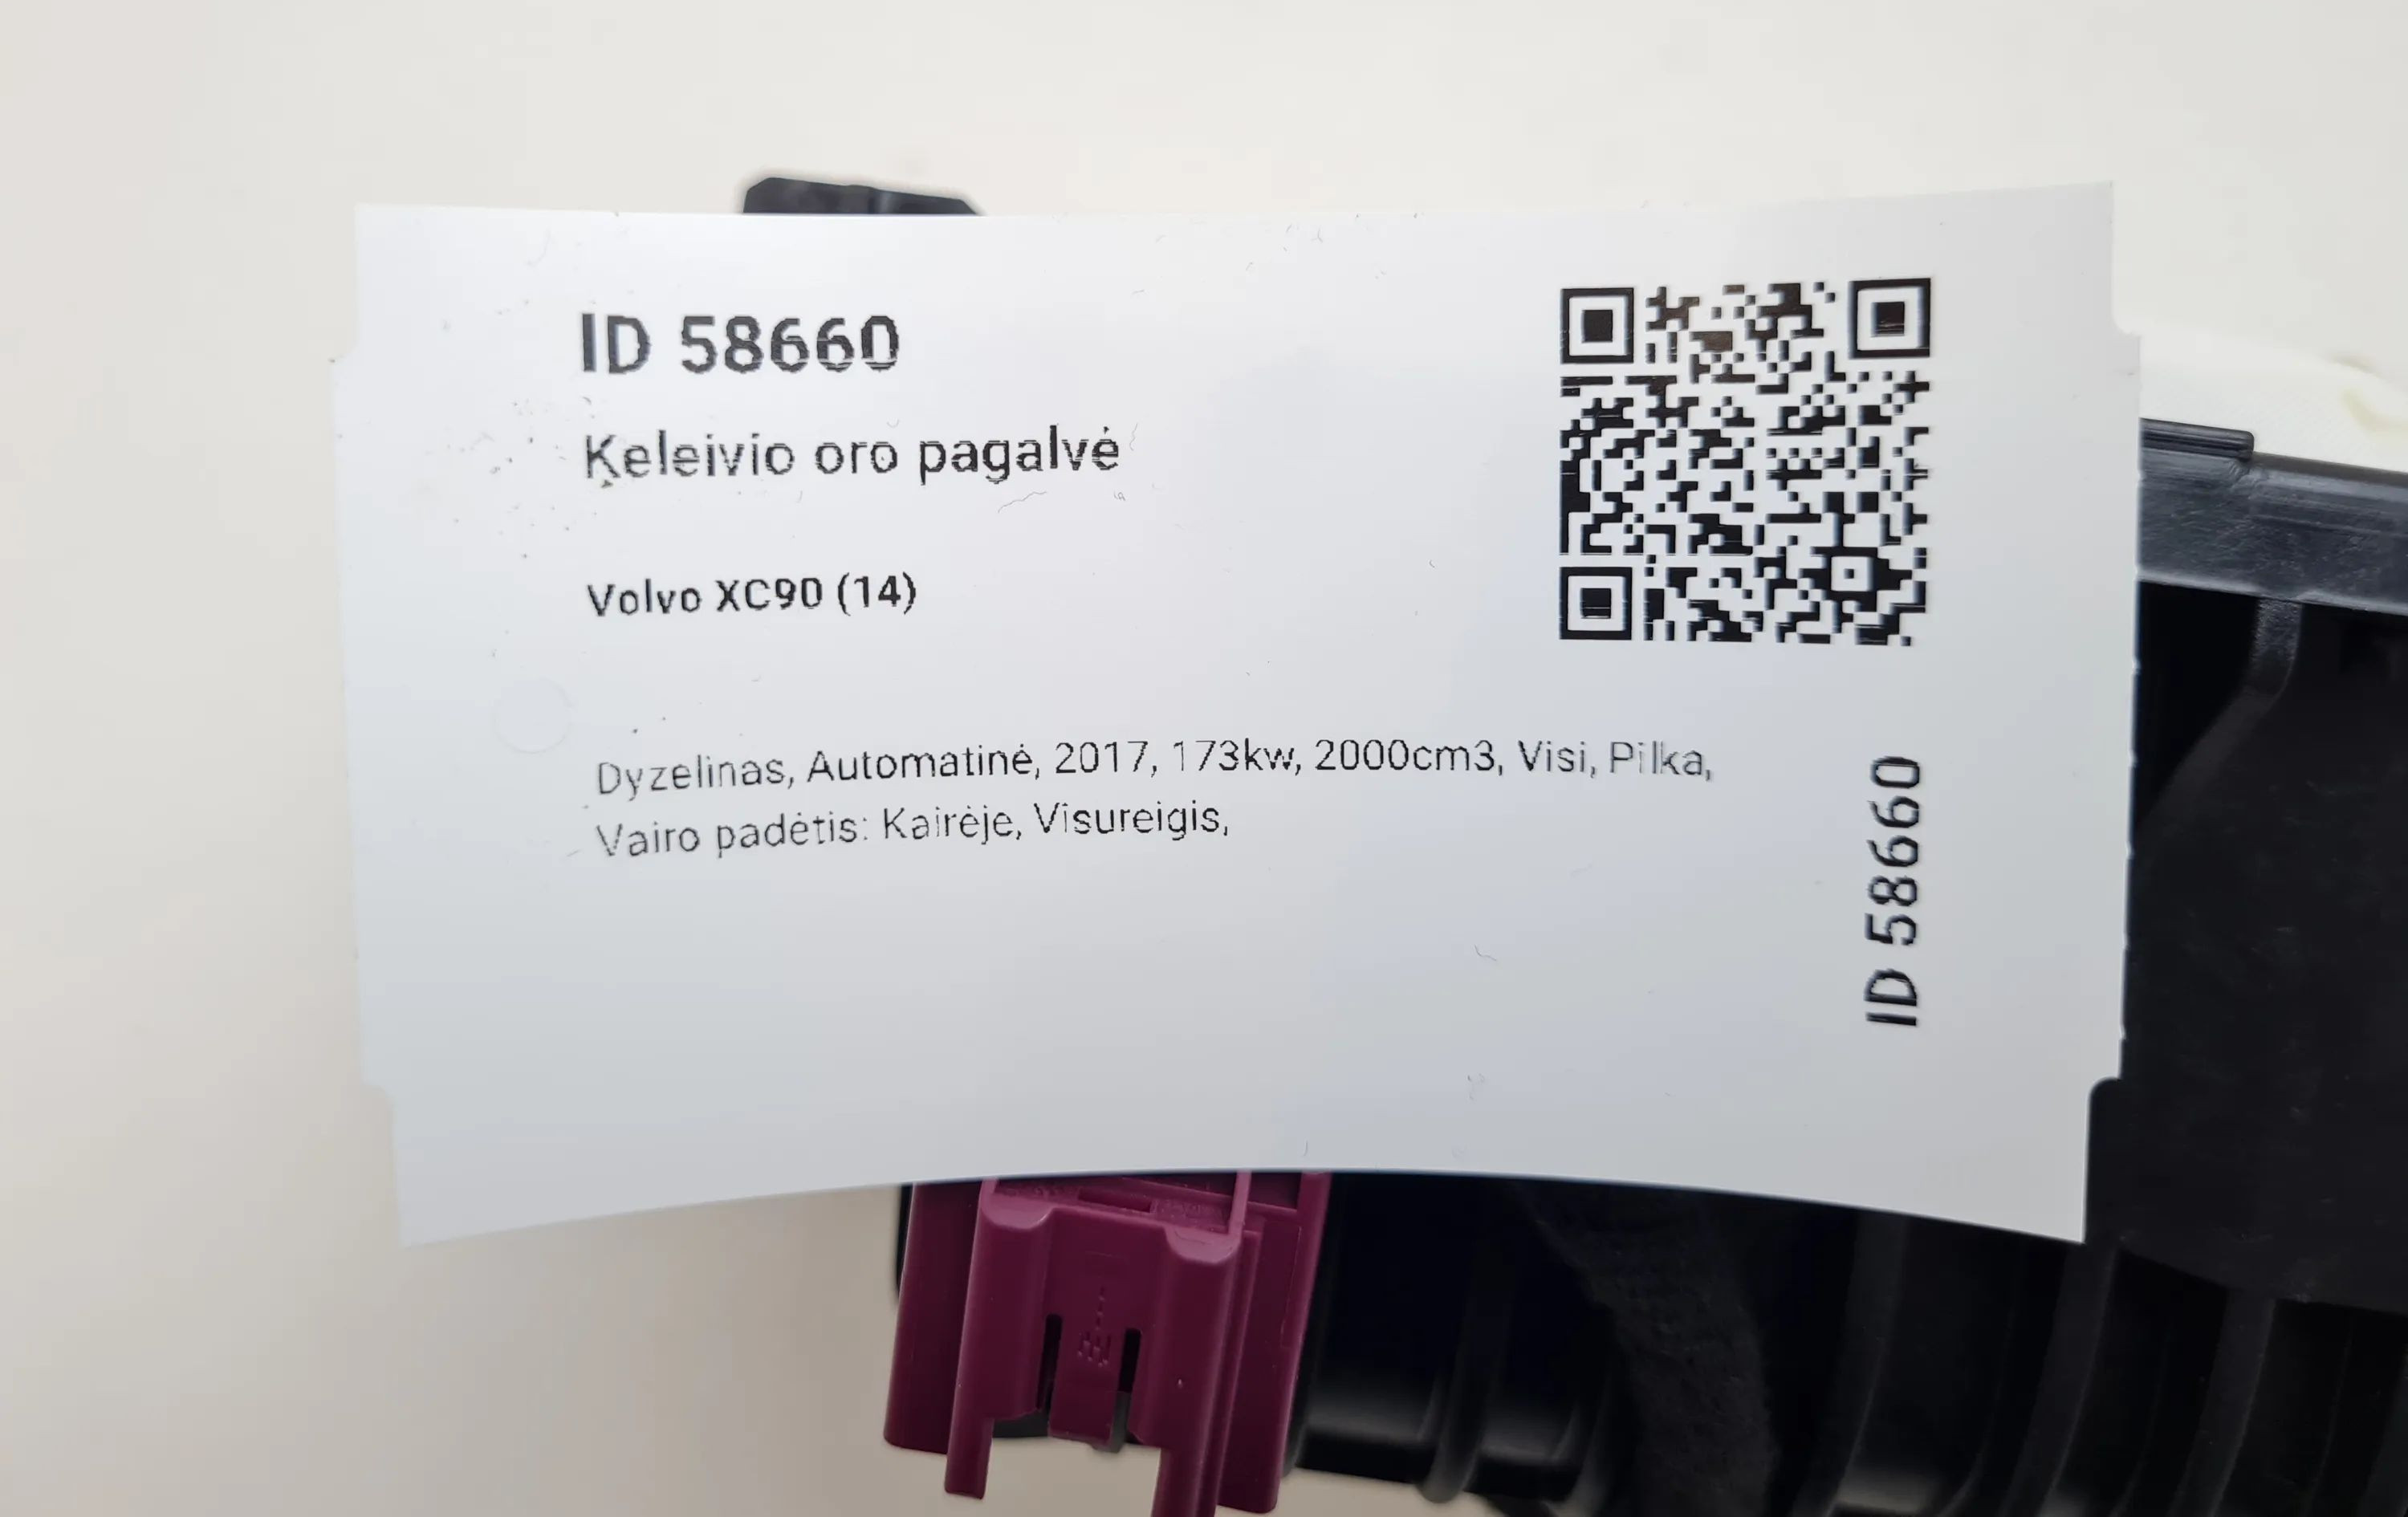 ID 58660
Keleivio oro pagalvė
Volvo XC90 (14)
Dyzelinas, Automatinė, 2017, 173kw, 2000cm3, Visi, Pilka,
Vairo padėtis: Kairėje, Visureigis,
ID 58660